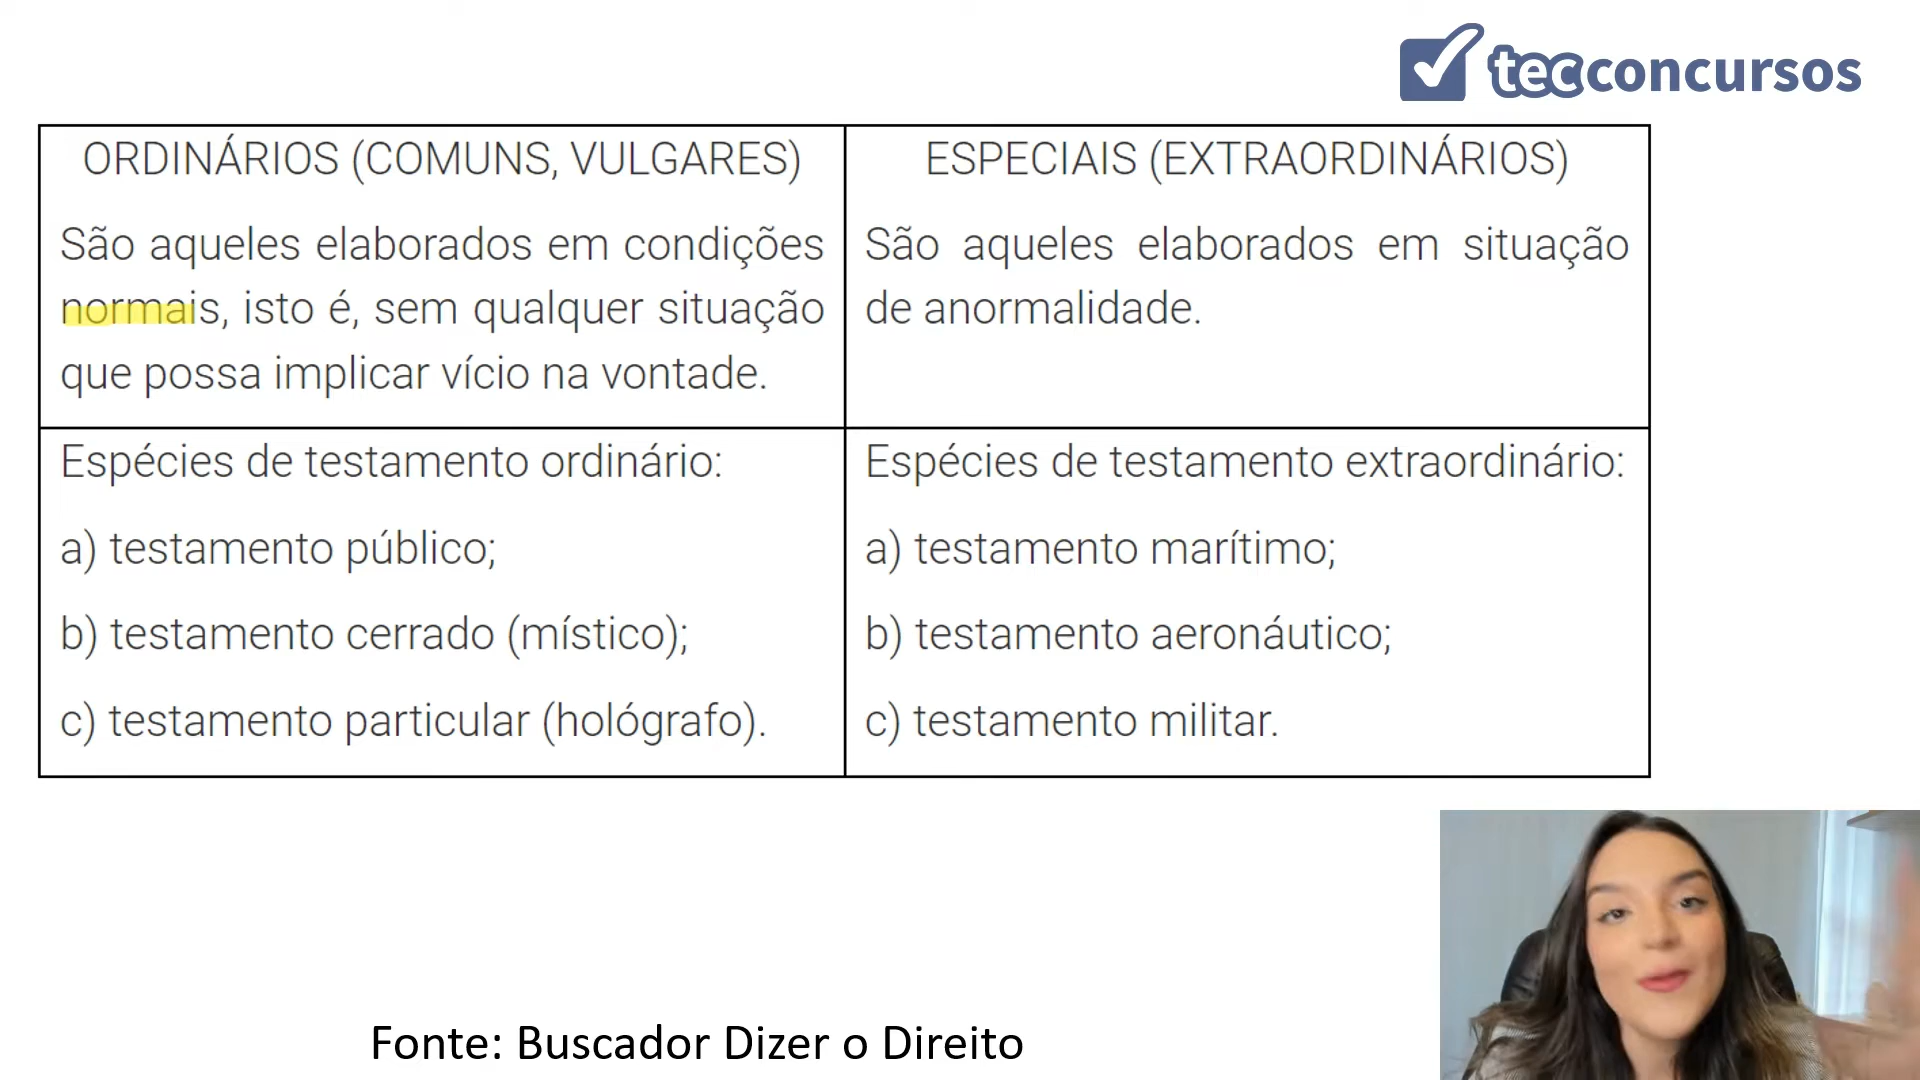 tecconcursos
ORDINÁRIOS (COMUNS, VULGARES)
São aqueles elaborados em condições
normais, isto é, sem qualquer situação
que possa implicar vício na vontade.
ESPECIAIS (EXTRAORDINÁRIOS)
São aqueles elaborados em situação
de anormalidade.
Espécies de testamento ordinário:
a) testamento público;
b) testamento cerrado (místico);
c) testamento particular (hológrafo).
Espécies de testamento extraordinário:
a) testamento marítimo;
b) testamento aeronáutico;
c) testamento militar.
Fonte: Buscador Dizer o Direito